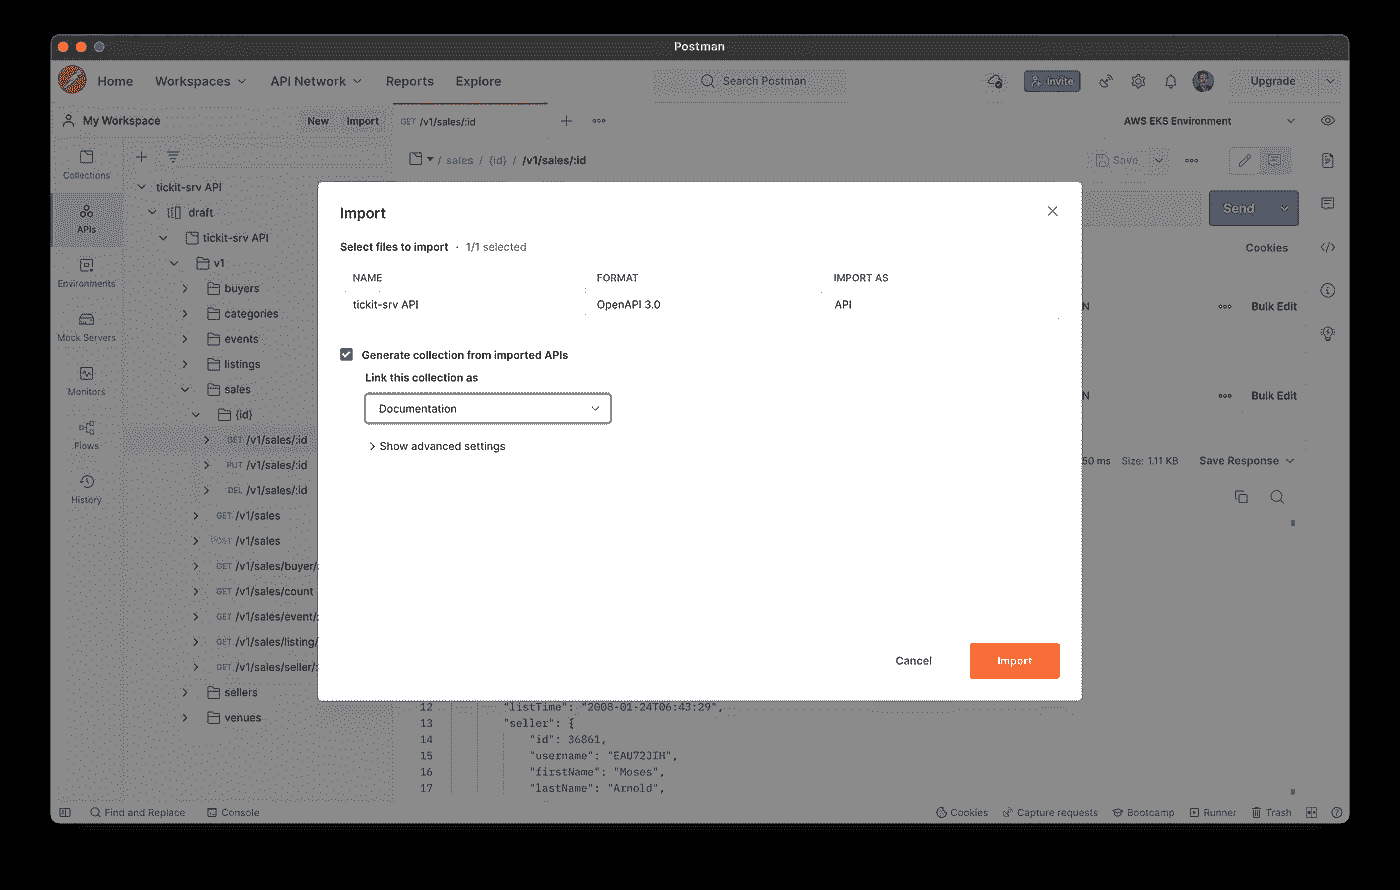 Postman
Home Workspaces API Network Reports Explore Search Postman Invite Upgrade
My Workspace New Import GET /v1/sales/:id AWS EKS Environment
/ sales / {id} / /v1/sales/:id Save
Collections
APIs
Environments
Mock Servers
Monitors
Flows
History
tickit-srv API
draft
tickit-srv API
v1
buyers
categories
events
listings
sales
{id}
GET /v1/sales/:id
PUT /v1/sales/:id
DEL /v1/sales/:id
GET /v1/sales
POST /v1/sales
GET /v1/sales/buyer/
GET /v1/sales/count
GET /v1/sales/event/
GET /v1/sales/listing/
GET /v1/sales/seller/
sellers
venues
Send
Cookies
N Bulk Edit
N Bulk Edit
50 ms Size: 1.11 KB Save Response
Import
Select files to import · 1/1 selected
NAME FORMAT IMPORT AS
tickit-srv API OpenAPI 3.0 API
Generate collection from imported APIs
Link this collection as
Documentation
Show advanced settings
Cancel Import
12 "listTime": "2008-01-24T06:43:29",
13 "seller": {
14 "id": 36861,
15 "username": "EAU72JIH",
16 "firstName": "Moses",
17 "lastName": "Arnold",
Find and Replace Console Cookies Capture requests Bootcamp Runner Trash